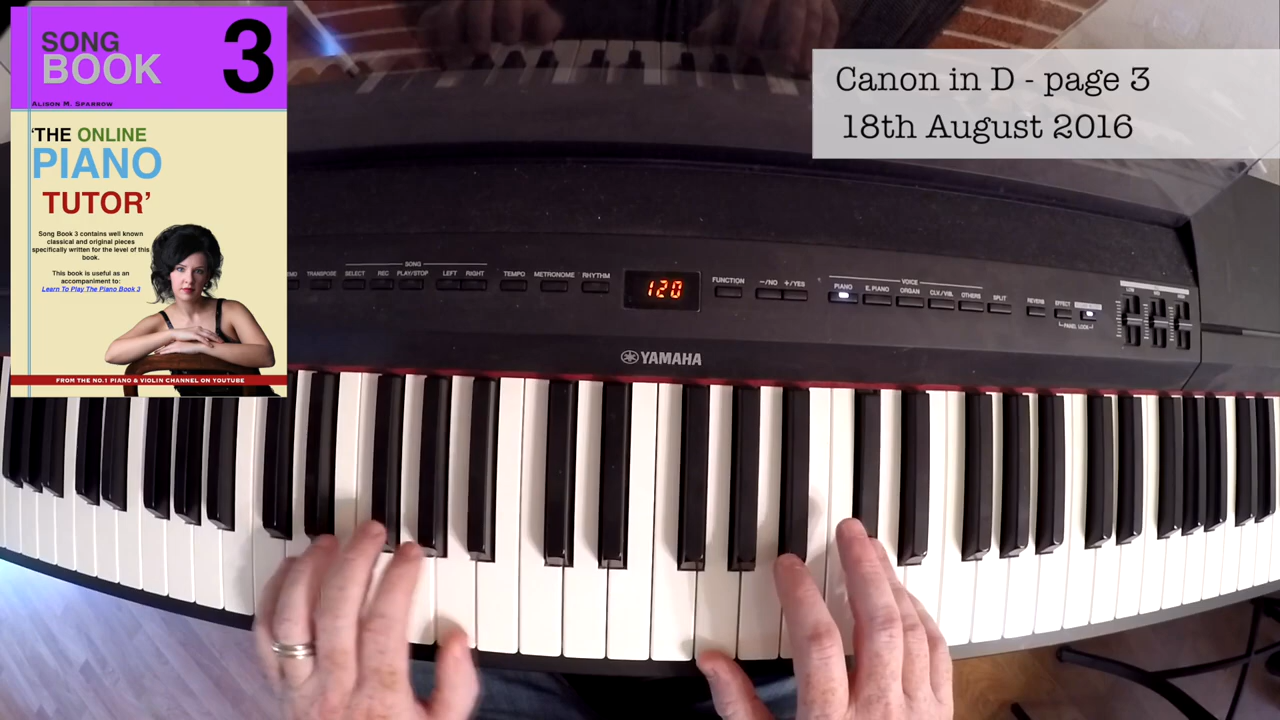 SONG
BOOK
3
Alison M. Sparrow
'THE ONLINE
PIANO
TUTOR'
Song Book 3 contains well known
classical and original pieces
specifically written for the level of this
book.
This book is useful as an
accompaniment to:
Learn To Play The Piano Book 3
FROM THE NO.1 PIANO & VIOLIN CHANNEL ON YOUTUBE
Canon in D - page 3
18th August 2016
SONG
TRANSPOSE SELECT REC PLAY/STOP LEFT RIGHT TEMPO METRONOME RHYTHM
120
FUNCTION -/NO +/YES
VOICE
PIANO E. PIANO ORGAN CLV./VIB. OTHERS SPLIT REVERB EFFECT
PANEL LOCK
YAMAHA